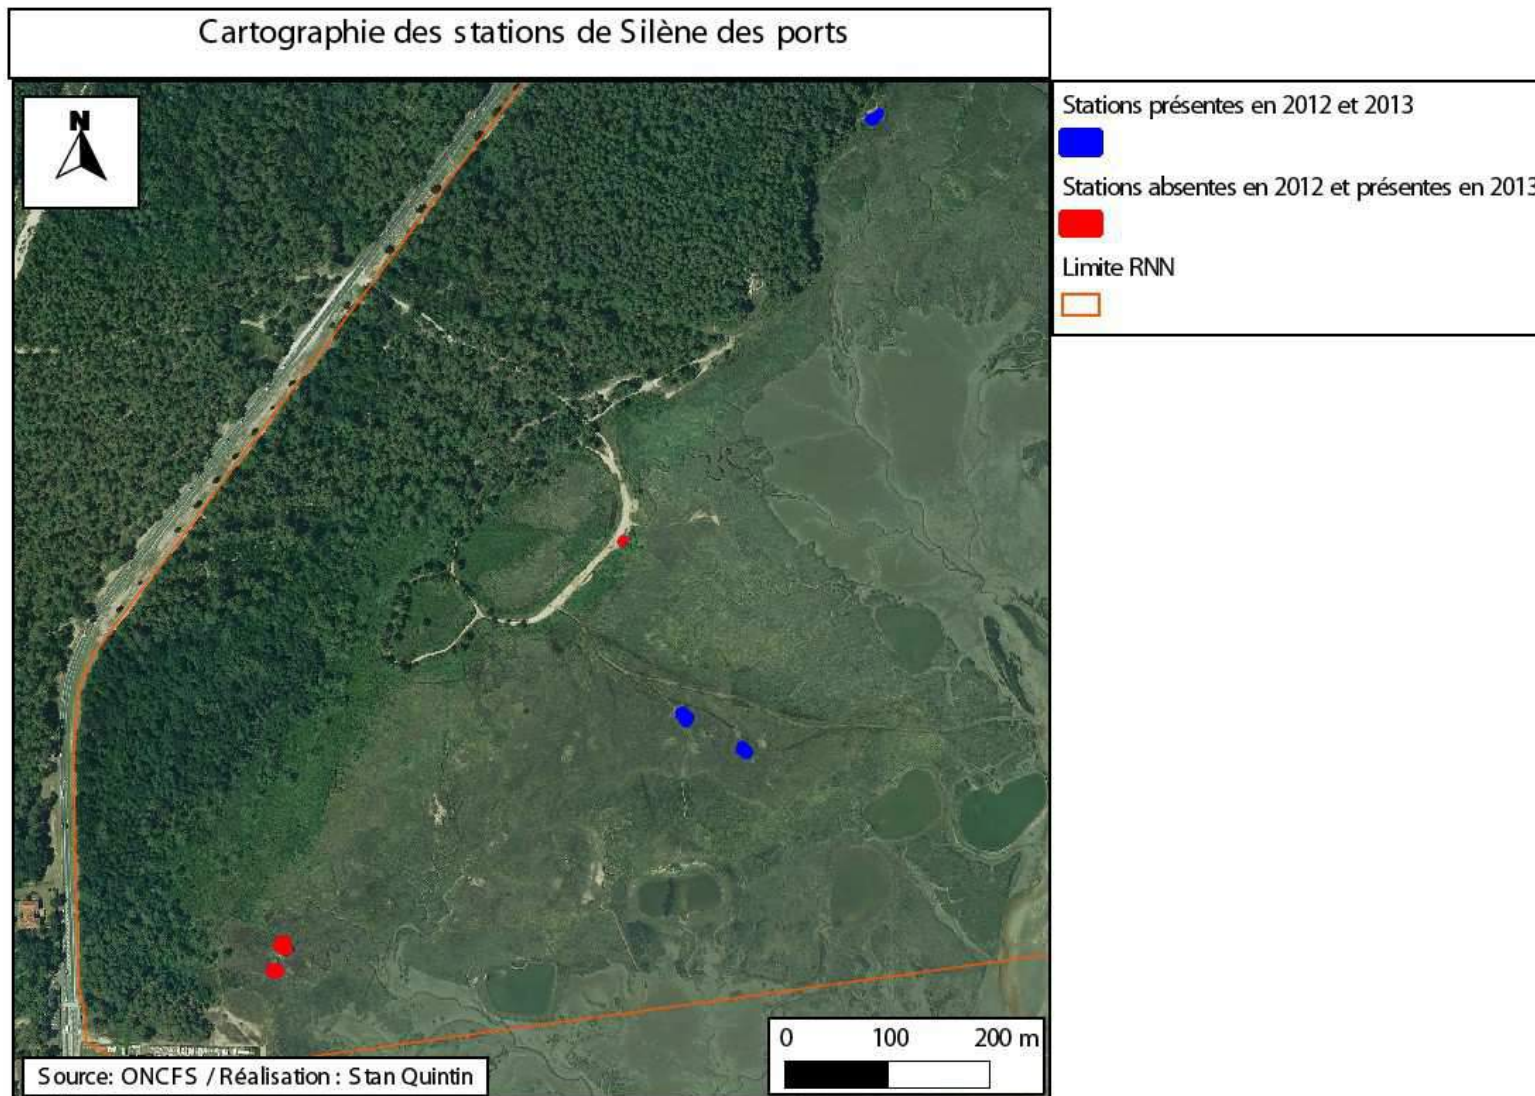 Cartographie des stations de Silène des ports
N
Stations présentes en 2012 et 2013
Stations absentes en 2012 et présentes en 2013
Limite RNN
0 100 200 m
Source: ONCFS / Réalisation : Stan Quintin